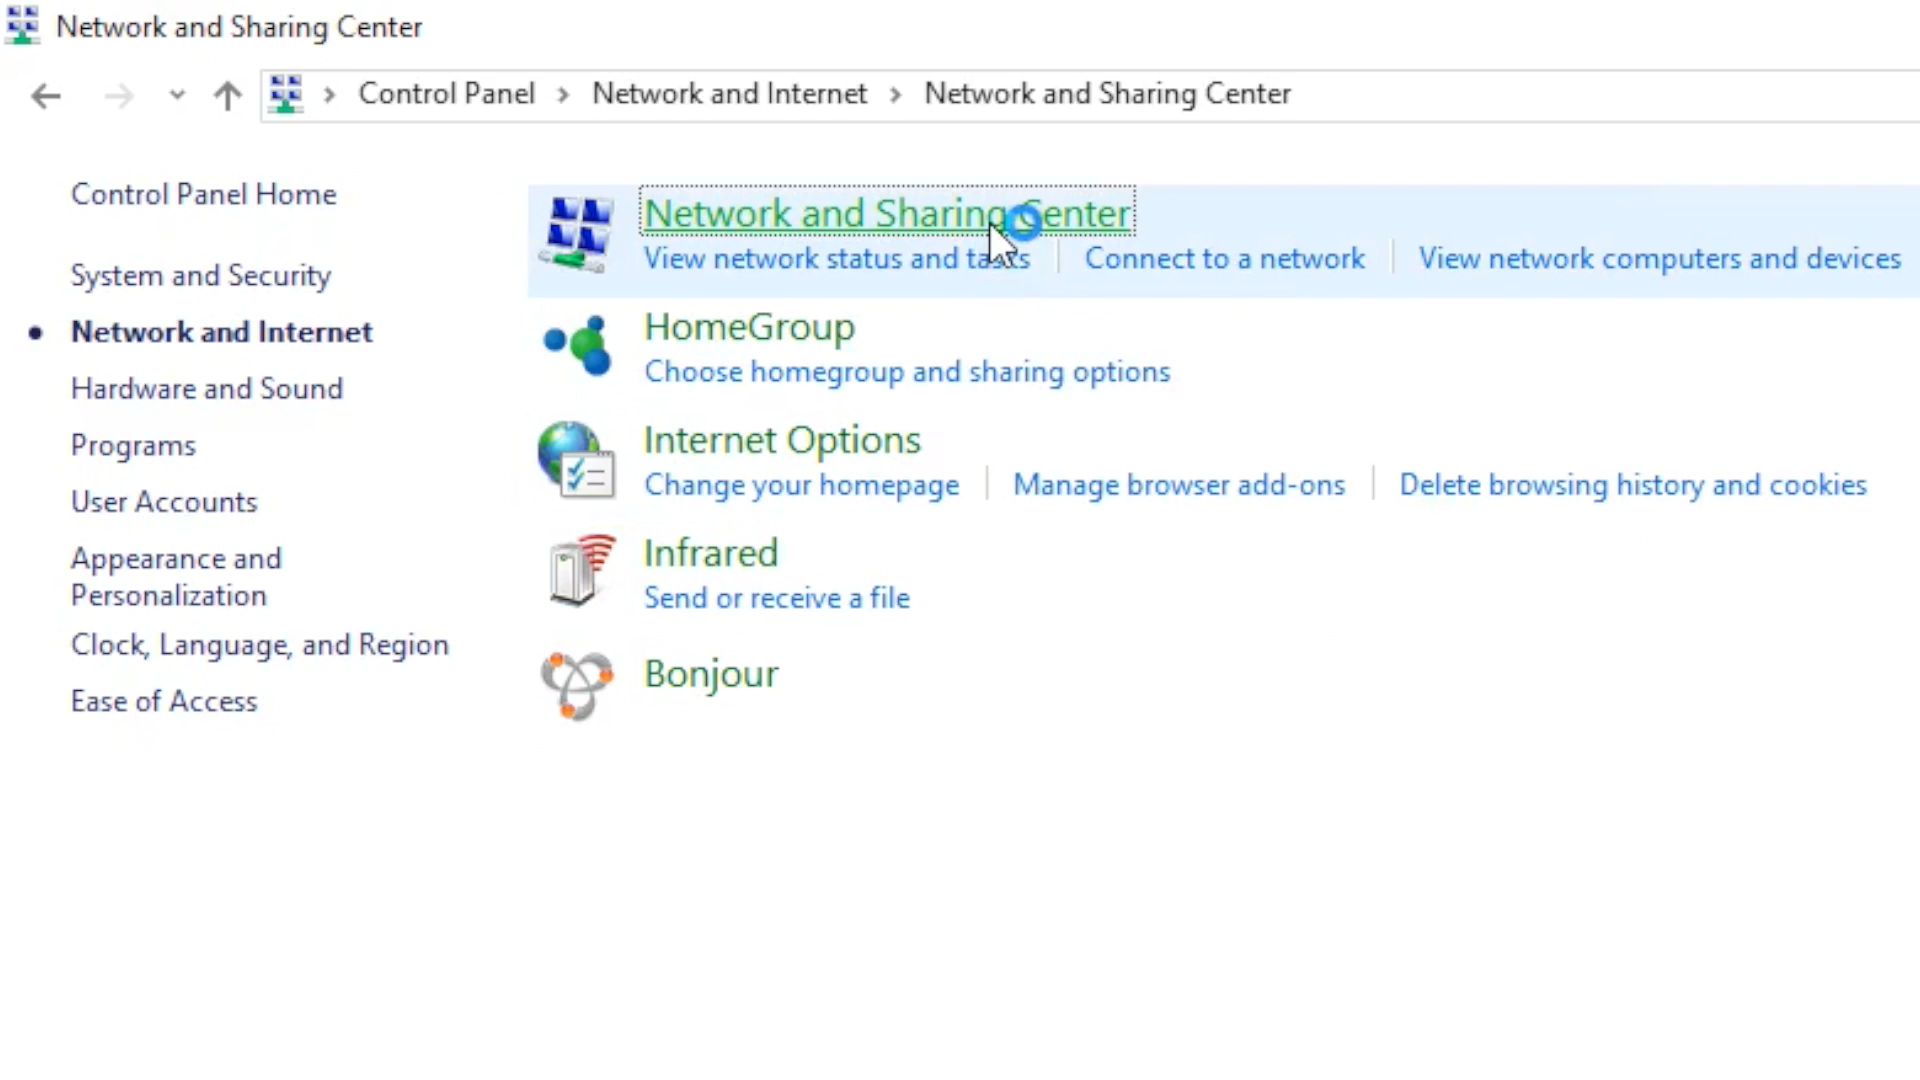 Network and Sharing Center
Control Panel > Network and Internet > Network and Sharing Center
Control Panel Home
System and Security
Network and Internet
Hardware and Sound
Programs
User Accounts
Appearance and
Personalization
Clock, Language, and Region
Ease of Access
Network and Sharing Center
View network status and tasks
Connect to a network
View network computers and devices
HomeGroup
Choose homegroup and sharing options
Internet Options
Change your homepage
Manage browser add-ons
Delete browsing history and cookies
Infrared
Send or receive a file
Bonjour